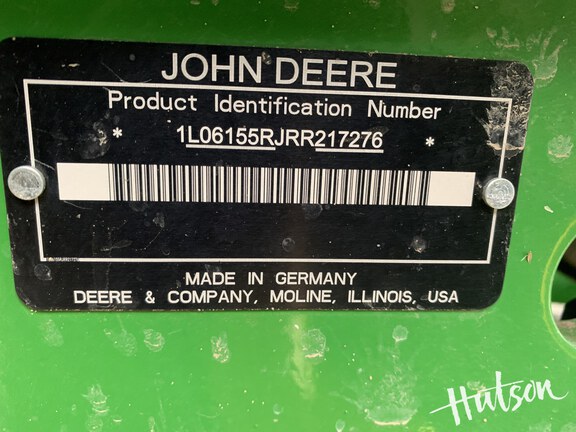 JOHN DEERE
Product Identification Number
* 1L06155RJRR217276 *
MADE IN GERMANY
DEERE & COMPANY, MOLINE, ILLINOIS, USA
Hutson